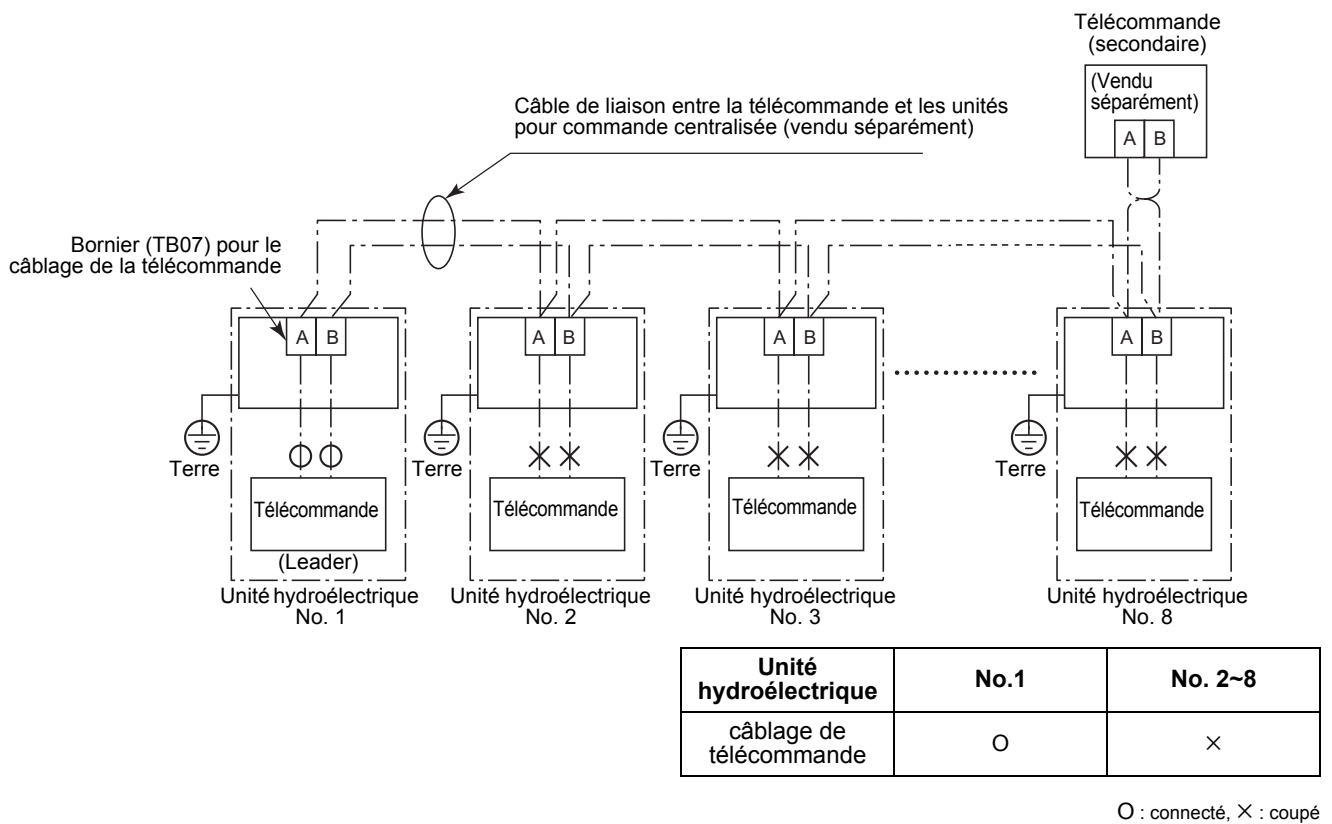 Télécommande
(secondaire)
(Vendu
séparément)
A B
Câble de liaison entre la télécommande et les unités
pour commande centralisée (vendu séparément)
Bornier (TB07) pour le
câblage de la télécommande
A B
A B
A B
A B
Terre
Terre
Terre
Terre
Télécommande
Télécommande
Télécommande
Télécommande
(Leader)
Unité hydroélectrique
No. 1
Unité hydroélectrique
No. 2
Unité hydroélectrique
No. 3
Unité hydroélectrique
No. 8
Unité
hydroélectrique
No.1
No. 2~8
câblage de
télécommande
O
×
O : connecté, × : coupé